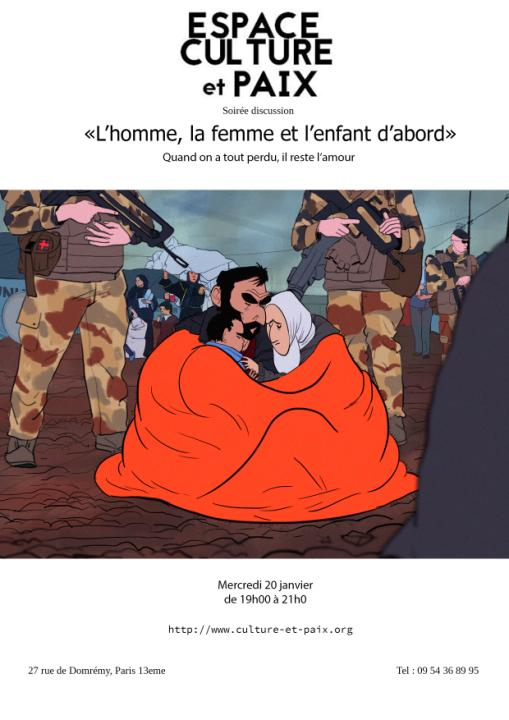 ESPACE
CULTURE
et PAIX
Soirée discussion
«L'homme, la femme et l'enfant d'abord»
Quand on a tout perdu, il reste l'amour
Mercredi 20 janvier
de 19h00 à 21h0
http://www.culture-et-paix.org
27 rue de Domrémy, Paris 13eme
Tel : 09 54 36 89 95